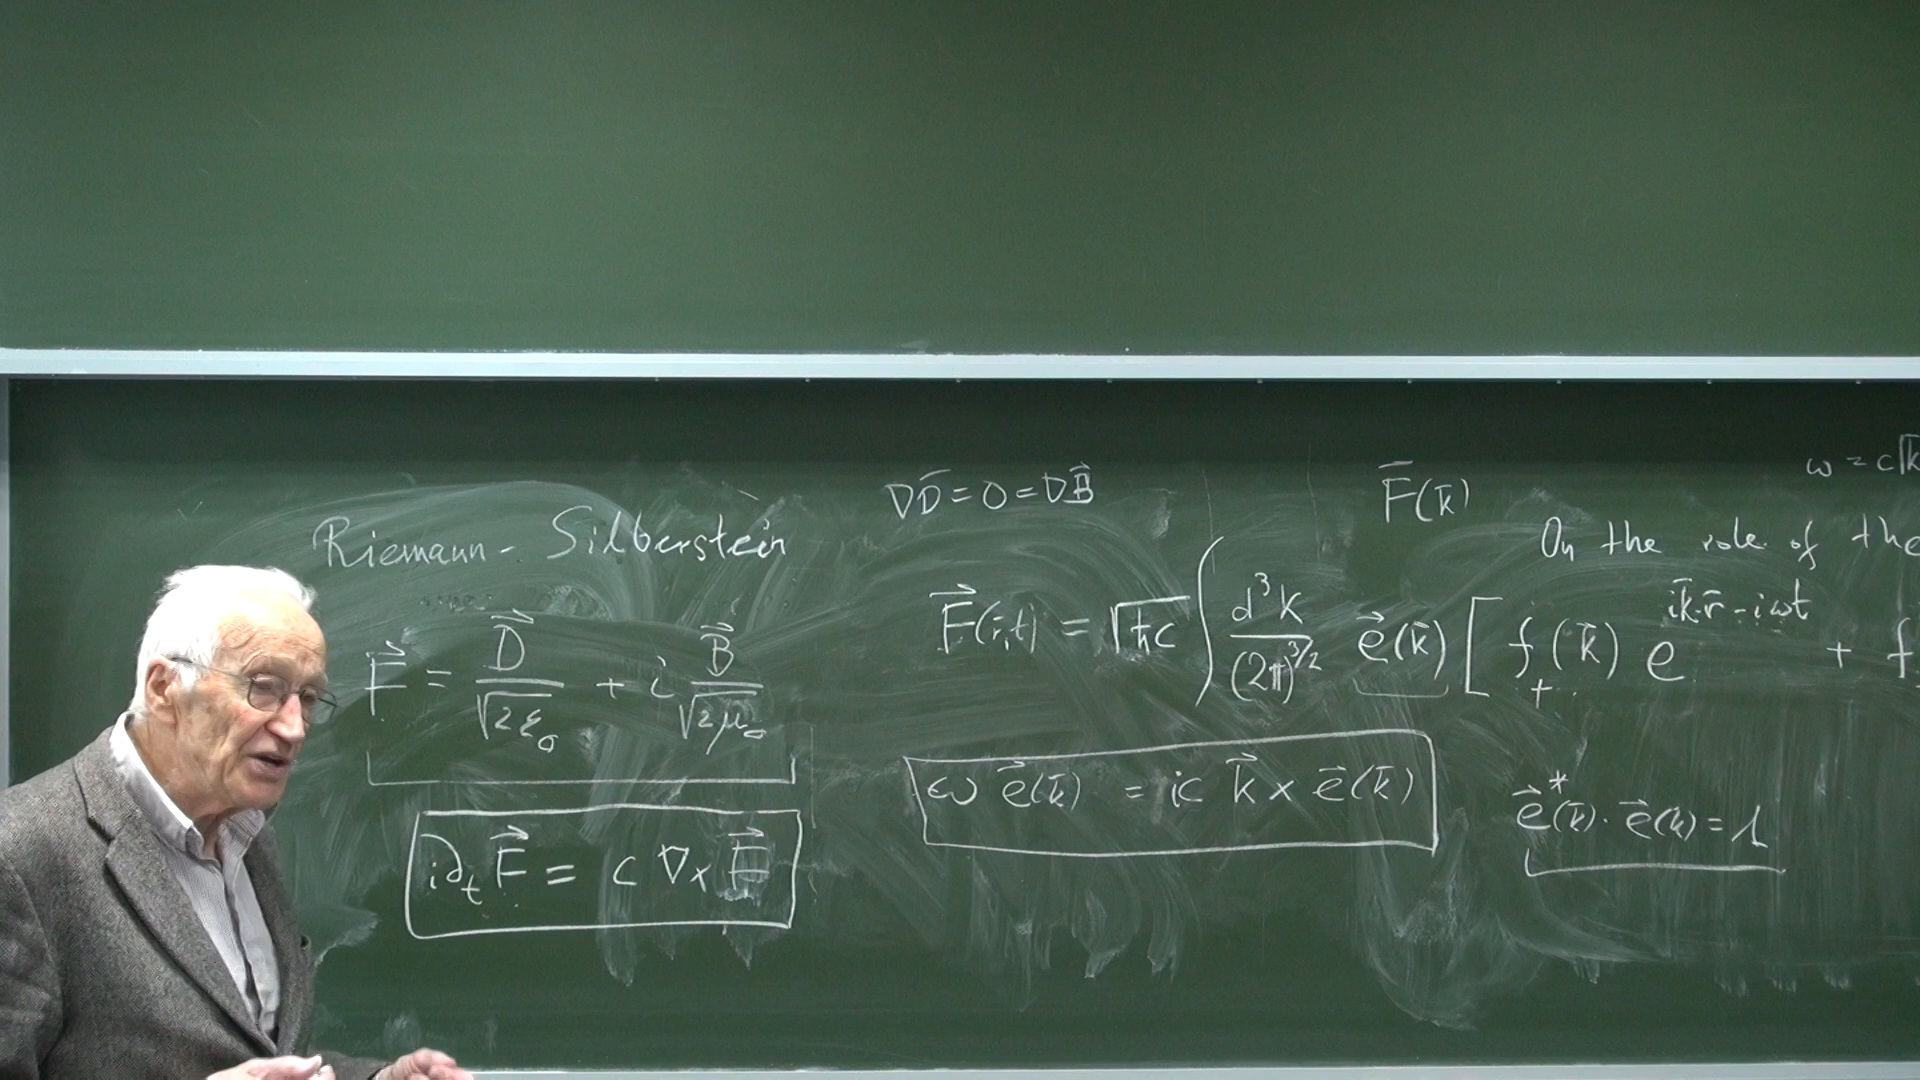 Riemann - Silberstein
F⃗ = D⃗ / √2ε₀ + i B⃗ / √2μ₀
i∂ₜ F⃗ = c ∇× F⃗
∇D⃗ = 0 = ∇B⃗
F⃗(r̄,t) = √ħc ∫ d³k / (2π)^3/2 e⃗(k̄) [ f₊(k̄) e^ik̄·r̄-iωt + f
ω e⃗(k̄) = ic k⃗ × e⃗(k̄)
F̄(k̄)
ω = c|k̄
On the role of the
e⃗*(k̄)· e⃗(k) = 1